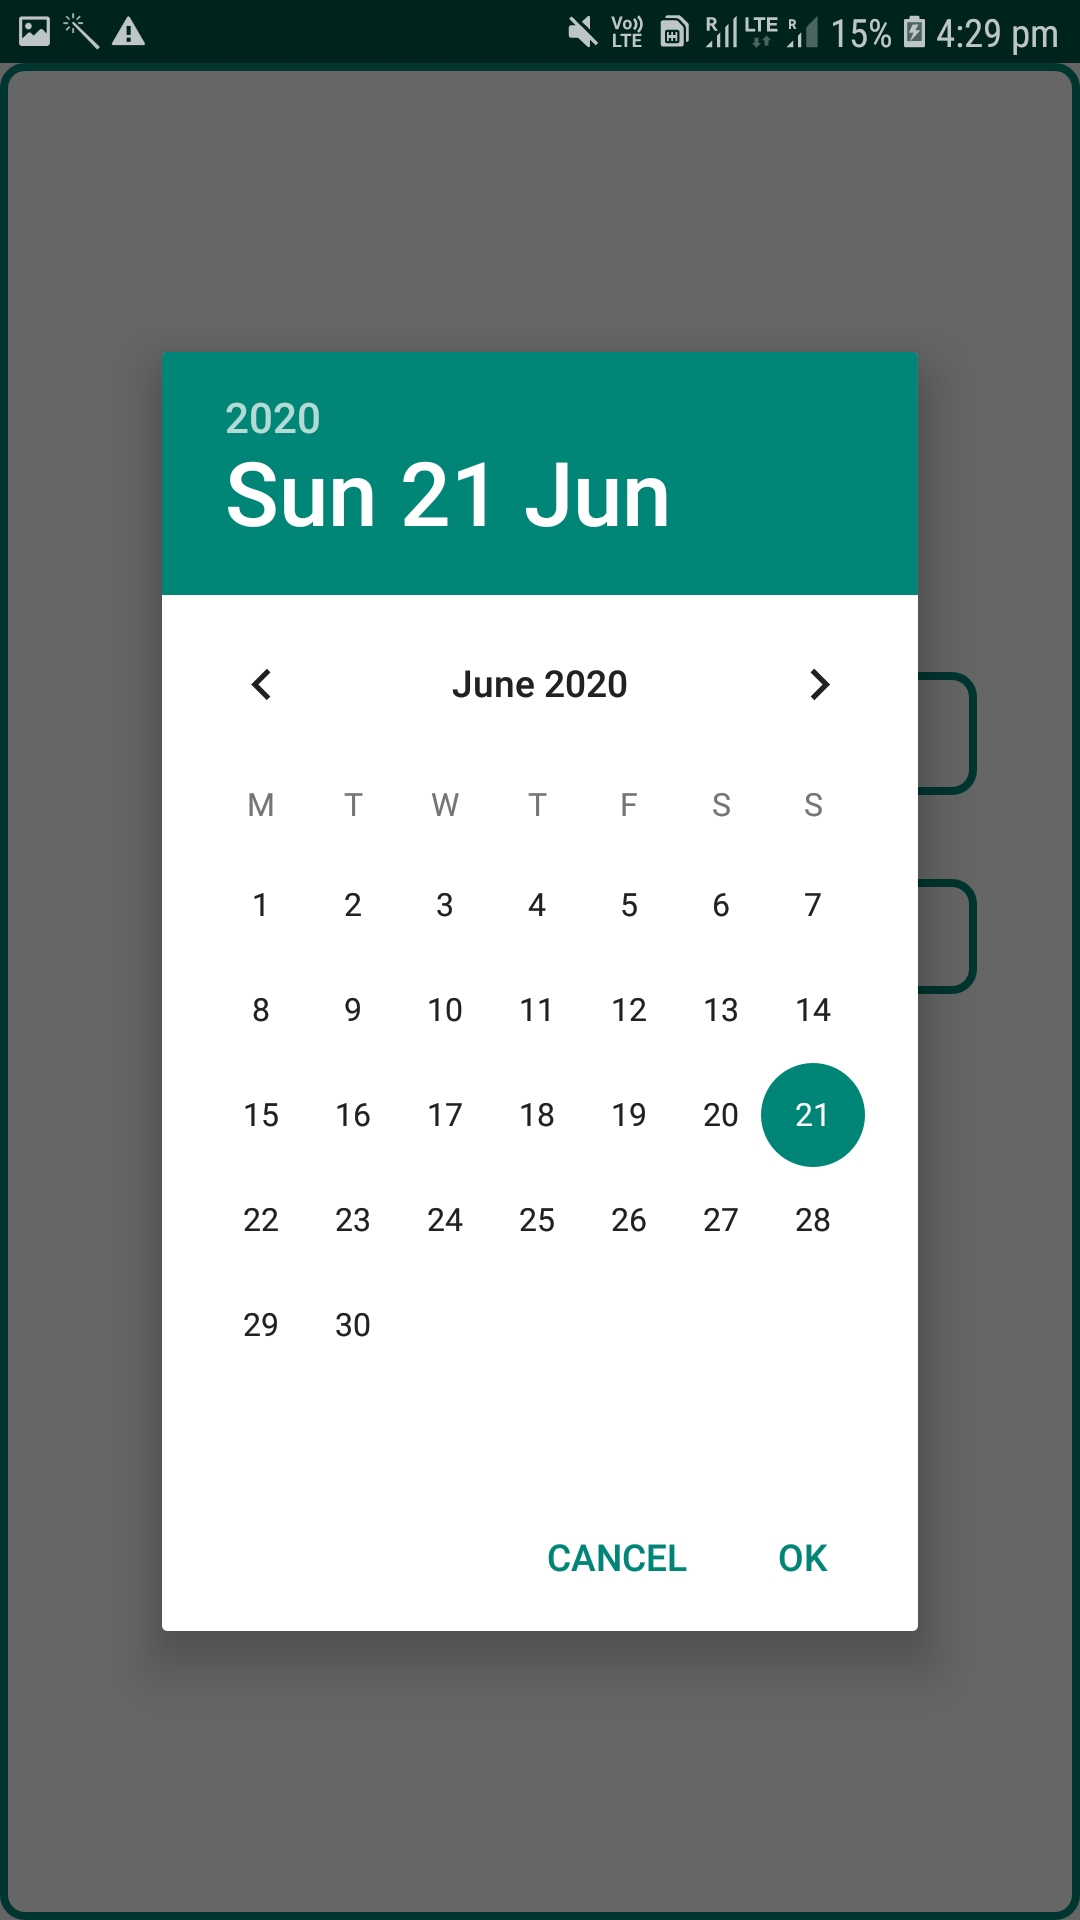 Vo)) LTE R LTE R 15% 4:29 pm
2020
Sun 21 Jun
June 2020
M T W T F S S
1 2 3 4 5 6 7
8 9 10 11 12 13 14
15 16 17 18 19 20 21
22 23 24 25 26 27 28
29 30
CANCEL OK